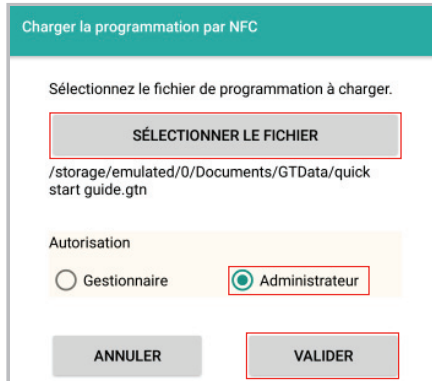 Charger la programmation par NFC
Sélectionnez le fichier de programmation à charger.
SÉLECTIONNER LE FICHIER
/storage/emulated/0/Documents/GTData/quick
start guide.gtn
Autorisation
Gestionnaire Administrateur
ANNULER VALIDER